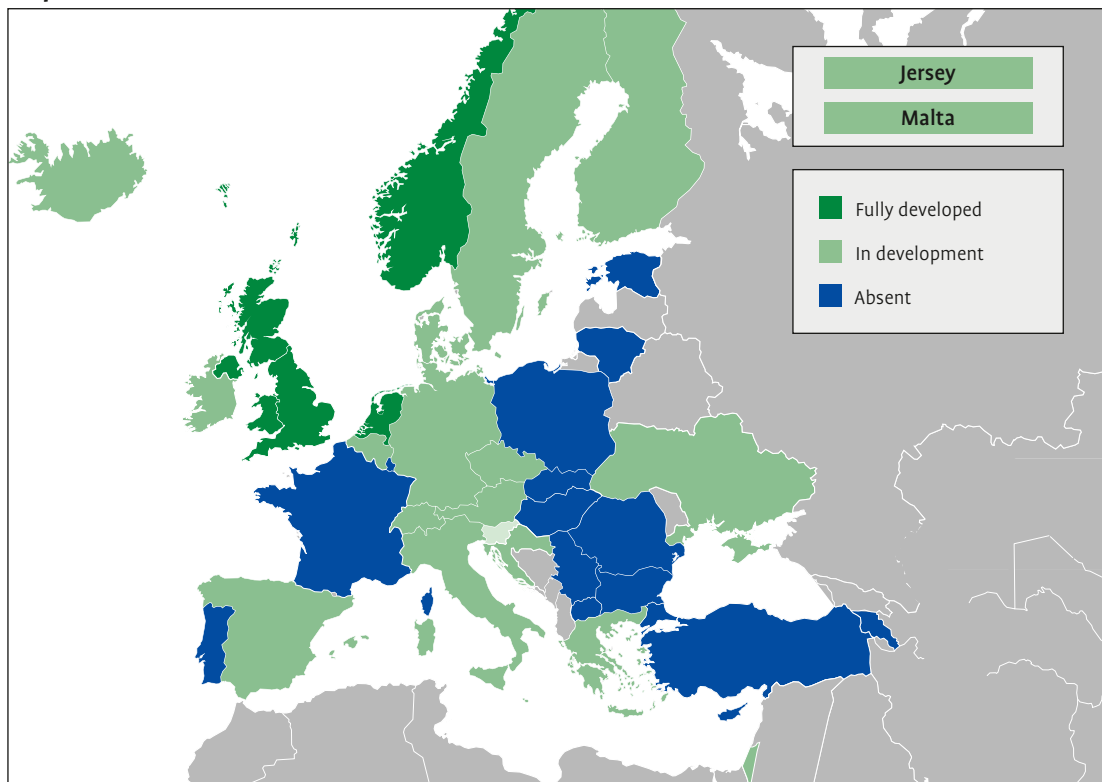 Jersey
Malta
Fully developed
In development
Absent